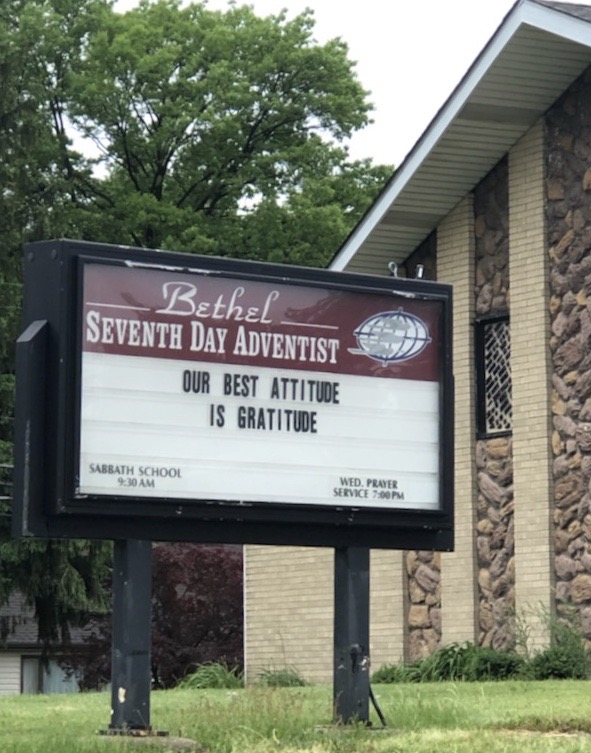 Bethel
SEVENTH DAY ADVENTIST
OUR BEST ATTITUDE
IS GRATITUDE
SABBATH SCHOOL
9:30 AM
WED. PRAYER
SERVICE 7:00 PM